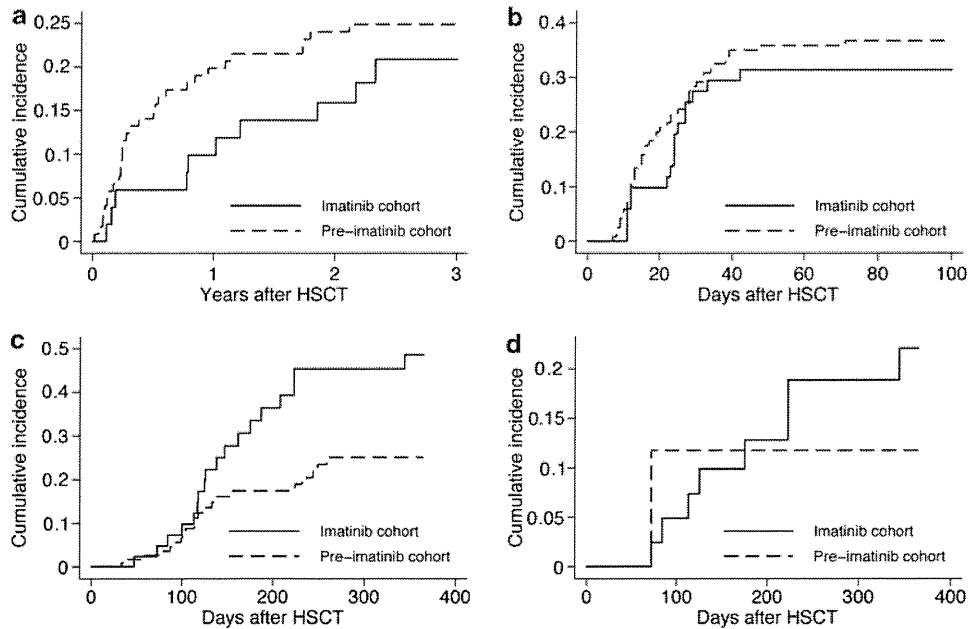 a
Cumulative incidence
0.25
0.2
0.15
0.1
0.05
0
Imatinib cohort
Pre–imatinib cohort
0 1 2 3
Years after HSCT
b
Cumulative incidence
0.4
0.3
0.2
0.1
0
Imatinib cohort
Pre–imatinib cohort
0 20 40 60 80 100
Days after HSCT
c
Cumulative incidence
0.5
0.4
0.3
0.2
0.1
0
Imatinib cohort
Pre–imatinib cohort
0 100 200 300 400
Days after HSCT
d
Cumulative incidence
0.2
0.15
0.1
0.05
0
Imatinib cohort
Pre–imatinib cohort
0 100 200 300 400
Days after HSCT